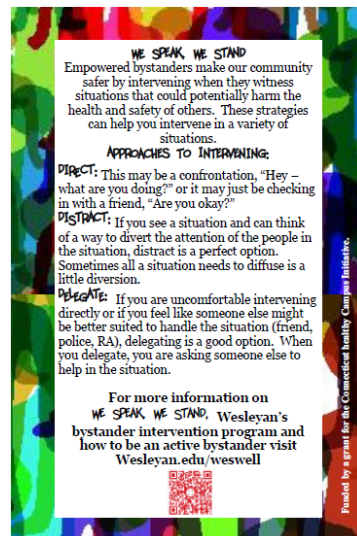 WE SPEAK, WE STAND
Empowered bystanders make our community
safer by intervening when they witness
situations that could potentially harm the
health and safety of others.  These strategies
can help you intervene in a variety of
situations.
APPROACHES TO INTERVENING:
DIRECT: This may be a confrontation, “Hey –
what are you doing?” or it may just be checking
in with a friend, “Are you okay?”
DISTRACT: If you see a situation and can think
of a way to divert the attention of the people in
the situation, distract is a perfect option.
Sometimes all a situation needs to diffuse is a
little diversion.
DELEGATE:  If you are uncomfortable intervening
directly or if you feel like someone else might
be better suited to handle the situation (friend,
police, RA), delegating is a good option.  When
you delegate, you are asking someone else to
help in the situation.
For more information on
WE SPEAK, WE STAND, Wesleyan’s
bystander intervention program and
how to be an active bystander visit
Wesleyan.edu/weswell
Funded by a grant for the Connecticut healthy Campus Initiative.